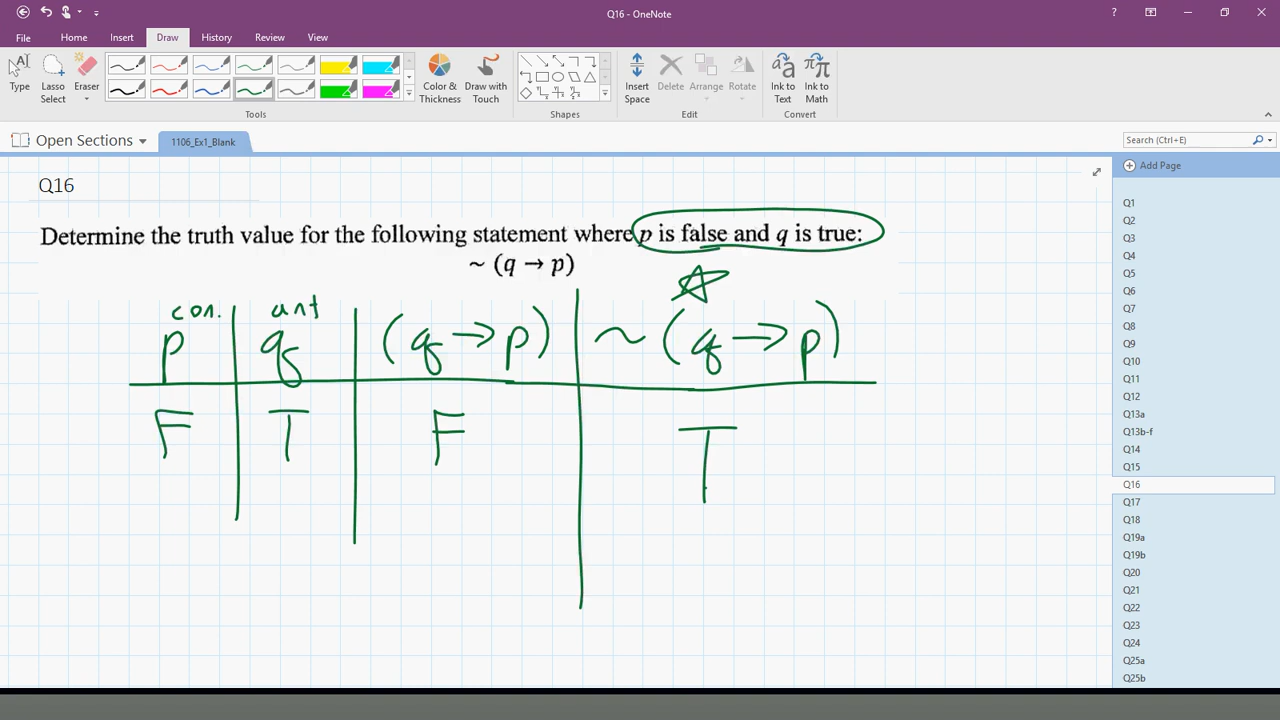 Q16 - OneNote
?
File Home Insert Draw History Review View
Type
Lasso Select
Eraser
Color & Thickness
Draw with Touch
Insert Space
Delete
Arrange
Rotate
Ink to Text
Ink to Math
Tools
Shapes
Edit
Convert
Open Sections
1106_Ex1_Blank
Search (Ctrl+E)
Add Page
Q16
Determine the truth value for the following statement where p is false and q is true:
~ (q → p)
con. ant
p q (q → p) ~ (q → p)
F T F T
Q1
Q2
Q3
Q4
Q5
Q6
Q7
Q8
Q9
Q10
Q11
Q12
Q13a
Q13b-f
Q14
Q15
Q16
Q17
Q18
Q19a
Q19b
Q20
Q21
Q22
Q23
Q24
Q25a
Q25b